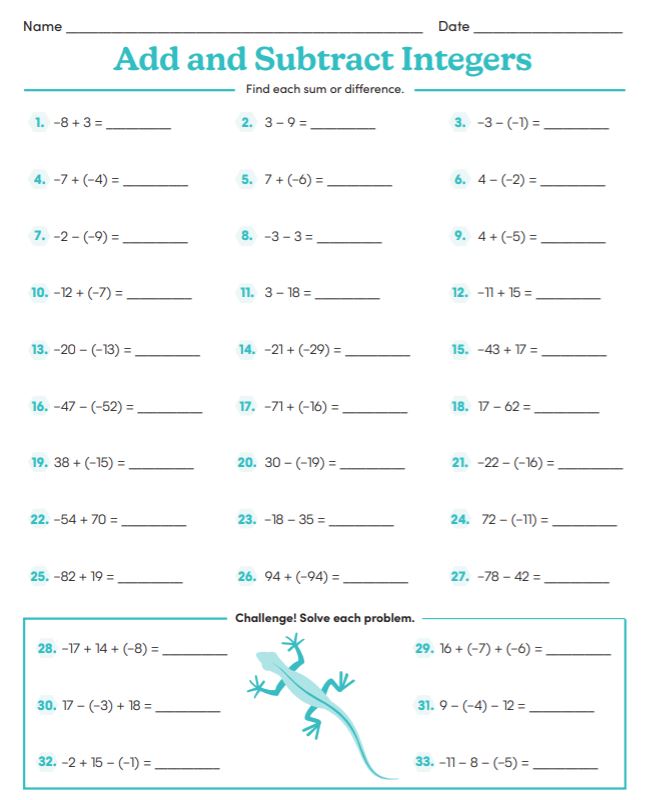 Name ____________ Date ____________
Add and Subtract Integers
Find each sum or difference.
1. -8 + 3 = ________ 2. 3 – 9 = ________ 3. -3 – (-1) = ________
4. -7 + (-4) = ________ 5. 7 + (-6) = ________ 6. 4 – (-2) = ________
7. -2 – (-9) = ________ 8. -3 – 3 = ________ 9. 4 + (-5) = ________
10. -12 + (-7) = ________ 11. 3 – 18 = ________ 12. -11 + 15 = ________
13. -20 – (-13) = ________ 14. -21 + (-29) = ________ 15. -43 + 17 = ________
16. -47 – (-52) = ________ 17. -71 + (-16) = ________ 18. 17 – 62 = ________
19. 38 + (-15) = ________ 20. 30 – (-19) = ________ 21. -22 – (-16) = ________
22. -54 + 70 = ________ 23. -18 – 35 = ________ 24. 72 – (-11) = ________
25. -82 + 19 = ________ 26. 94 + (-94) = ________ 27. -78 – 42 = ________
Challenge! Solve each problem.
28. -17 + 14 + (-8) = ________ 29. 16 + (-7) + (-6) = ________
30. 17 – (-3) + 18 = ________ 31. 9 – (-4) – 12 = ________
32. -2 + 15 – (-1) = ________ 33. -11 – 8 – (-5) = ________